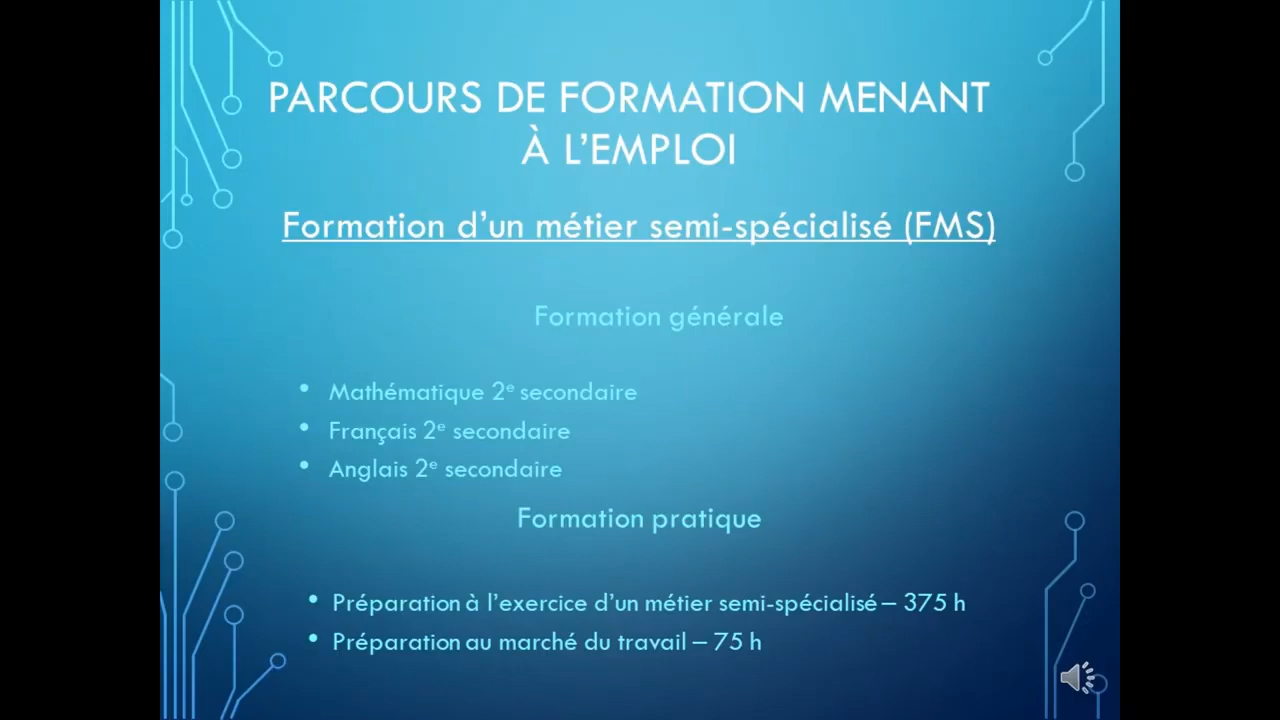 PARCOURS DE FORMATION MENANT
À L'EMPLOI
Formation d'un métier semi-spécialisé (FMS)
Formation générale
• Mathématique 2e secondaire
• Français 2e secondaire
• Anglais 2e secondaire
Formation pratique
• Préparation à l'exercice d'un métier semi-spécialisé – 375 h
• Préparation au marché du travail – 75 h